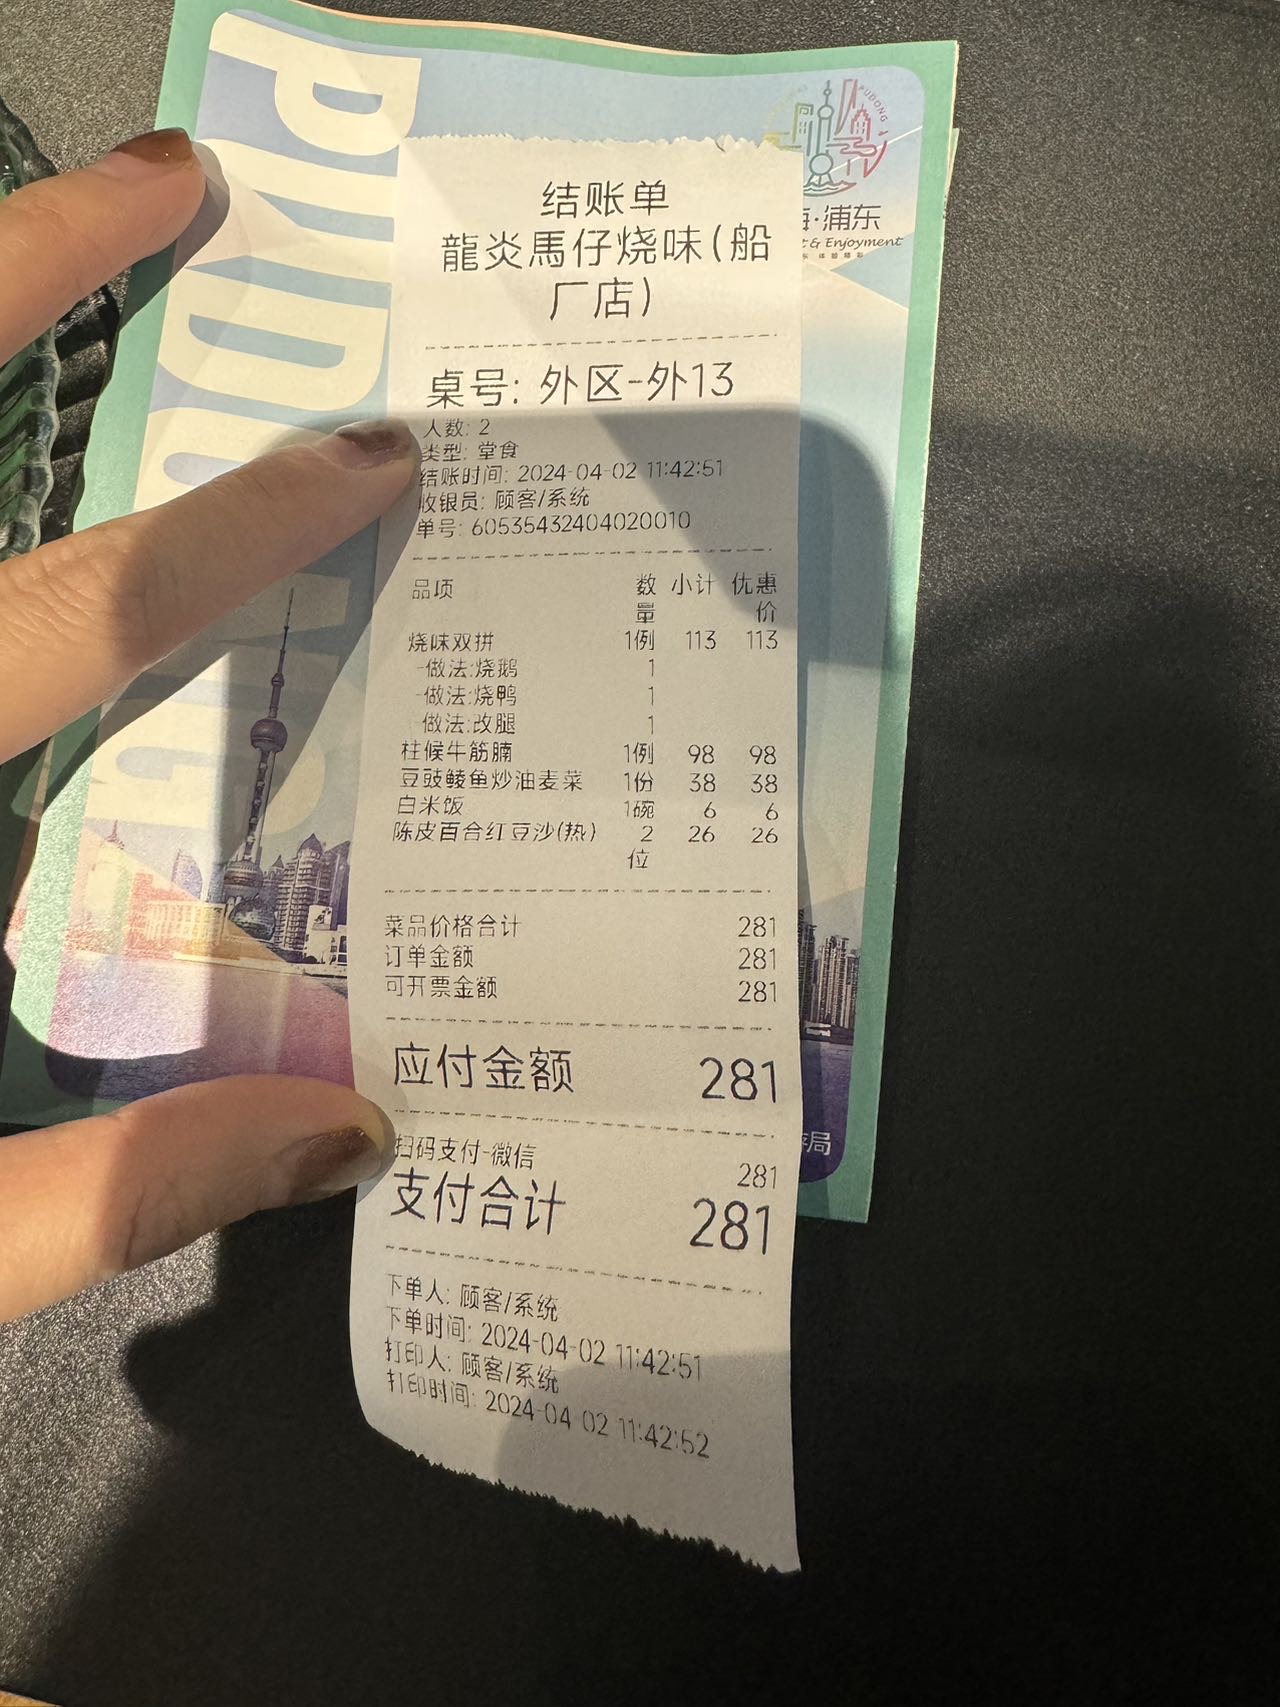 PUDONG
PUDONG
海·浦东
& Enjoyment
体验精彩
结账单
龍炎馬仔烧味(船
厂店)
桌号: 外区-外13
人数: 2
类型: 堂食
结账时间: 2024-04-02 11:42:51
收银员: 顾客/系统
单号: 60535432404020010
品项 数 小计 优惠
量 价
烧味双拼 1例 113 113
-做法:烧鹅 1
-做法:烧鸭 1
-做法:改腿 1
柱候牛筋腩 1例 98 98
豆豉鲮鱼炒油麦菜 1份 38 38
白米饭 1碗 6 6
陈皮百合红豆沙(热) 2 26 26
位
菜品价格合计 281
订单金额 281
可开票金额 281
应付金额 281
扫码支付-微信 281
支付合计 281
下单人: 顾客/系统
下单时间: 2024-04-02 11:42:51
打印人: 顾客/系统
打印时间: 2024-04-02 11:42:52
局